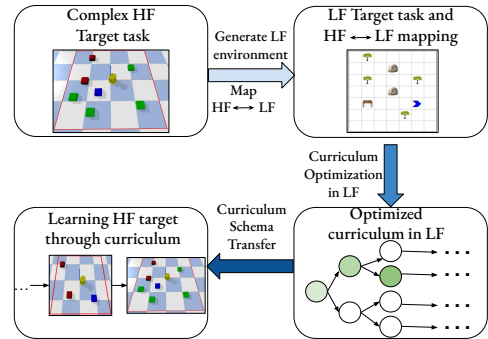 Complex HF
Target task
Generate LF
environment
Map
HF ↔ LF
LF Target task and
HF ↔ LF mapping
Curriculum
Optimization
in LF
Optimized
curriculum in LF
Curriculum
Schema
Transfer
Learning HF target
through curriculum